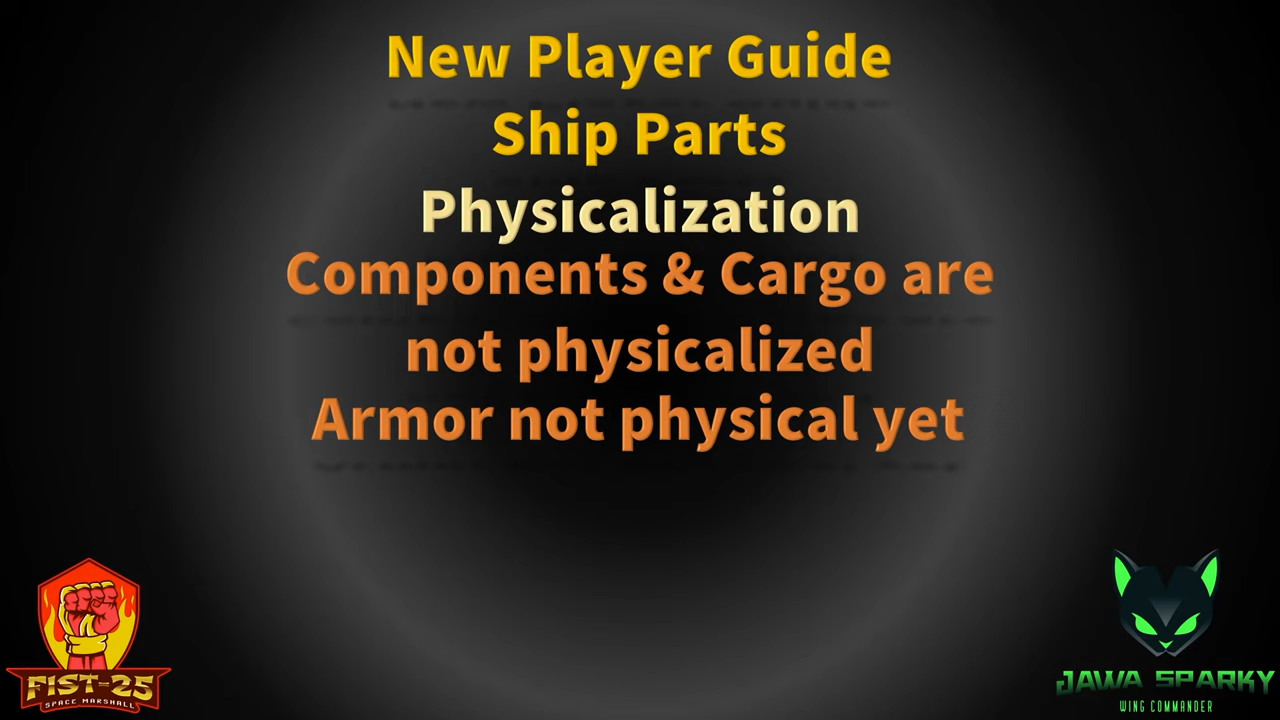 New Player Guide
Ship Parts
Physicalization
Components & Cargo are
not physicalized
Armor not physical yet
FIST-25
SPACE MARSHALL
JAWA SPARKY
WING COMMANDER